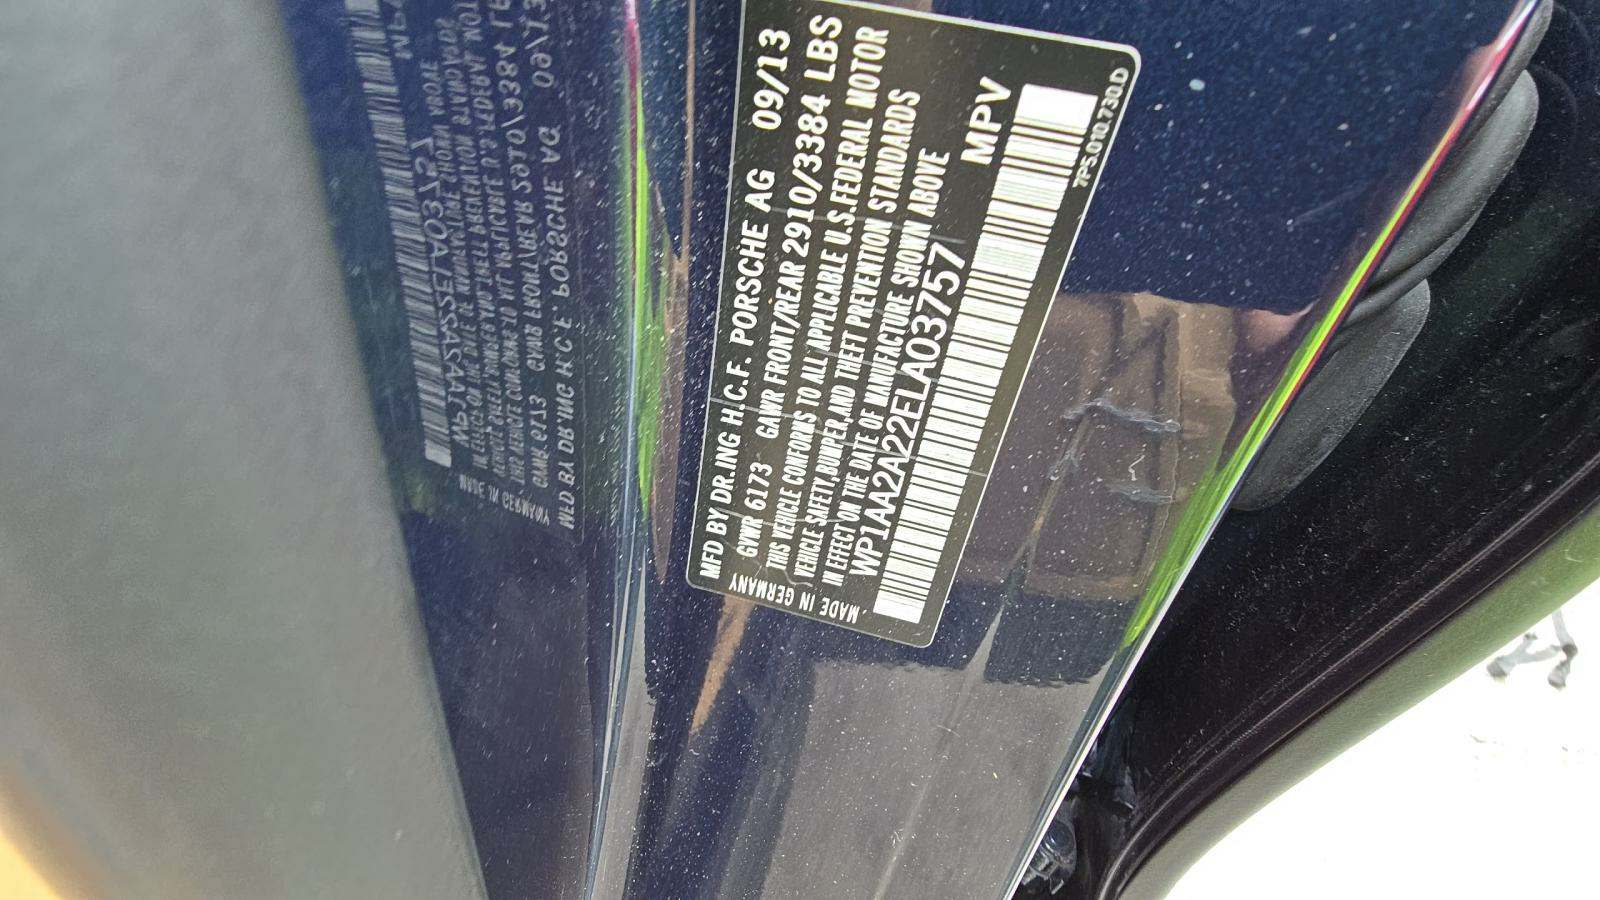 MFD BY DR.ING H.C.F. PORSCHE AG 09/13
GVWR 6173 GAWR FRONT/REAR 2910/3384 LBS
THIS VEHICLE CONFORMS TO ALL APPLICABLE U.S.FEDERAL MOTOR
VEHICLE SAFETY,BUMPER,AND THEFT PREVENTION STANDARDS
IN EFFECT ON THE DATE OF MANUFACTURE SHOWN ABOVE
WP1AA2A22ELA03757 MPV
MADE IN GERMANY
7P5.010.730.D